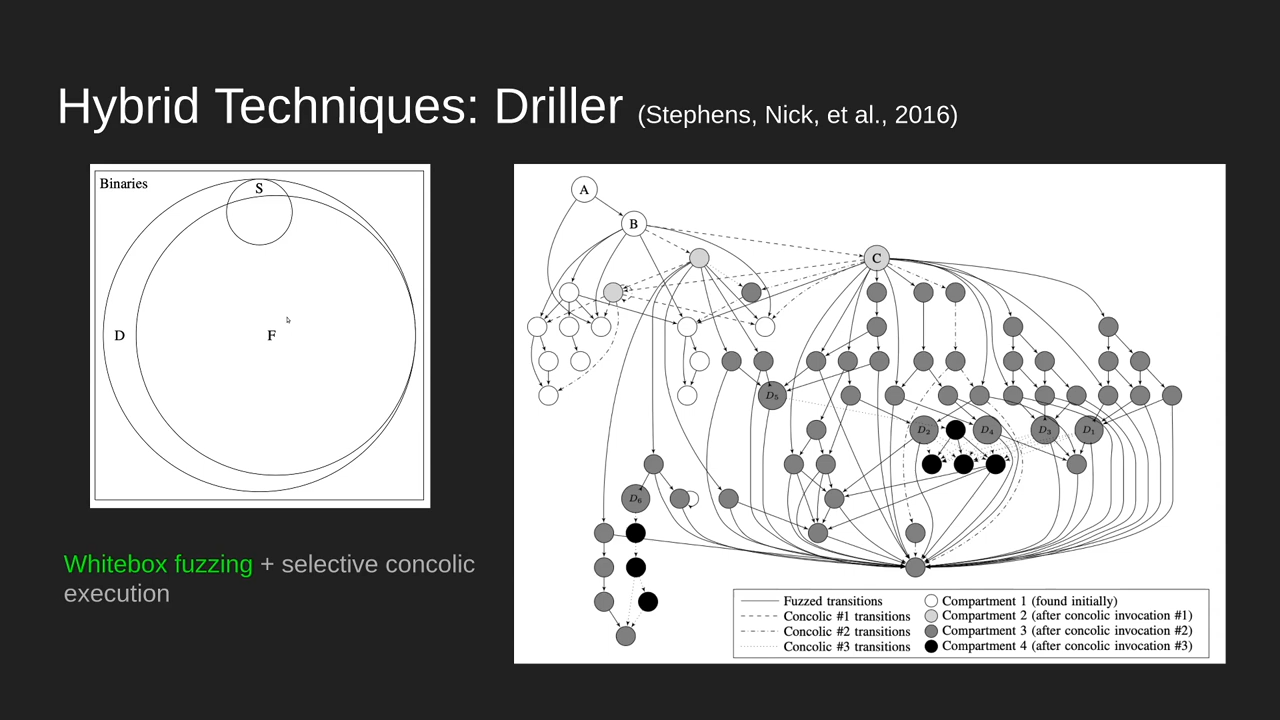 Hybrid Techniques: Driller (Stephens, Nick, et al., 2016)
Binaries
S
D
F
Whitebox fuzzing + selective concolic
execution
A
B
C
D5
D2
D4
D3
D1
D6
Fuzzed transitions
Concolic #1 transitions
Concolic #2 transitions
Concolic #3 transitions
Compartment 1 (found initially)
Compartment 2 (after concolic invocation #1)
Compartment 3 (after concolic invocation #2)
Compartment 4 (after concolic invocation #3)